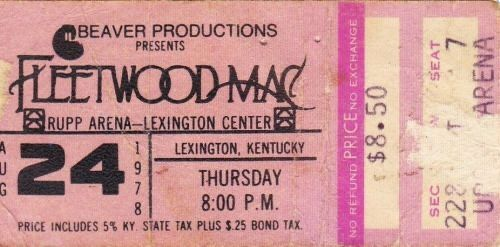 BEAVER PRODUCTIONS
PRESENTS
FLEETWOOD MAC
RUPP ARENA-LEXINGTON CENTER
AUG
24
1978
LEXINGTON, KENTUCKY
THURSDAY
8:00 P.M.
PRICE INCLUDES 5% KY. STATE TAX PLUS $.25 BOND TAX.
NO REFUND PRICE NO EXCHANGE
$8.50
SEC SEAT
T 7
ARENA